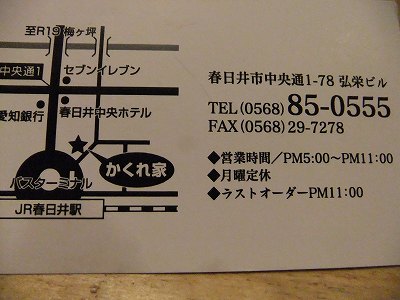 至R19 梅ヶ坪
中央通1
セブンイレブン
愛知銀行
春日井中央ホテル
かくれ家
バスターミナル
JR春日井駅
春日井市中央通1-78 弘栄ビル
TEL(0568)85-0555
FAX(0568)29-7278
◆営業時間／PM5:00～PM11:00
◆月曜定休
◆ラストオーダーPM11:00